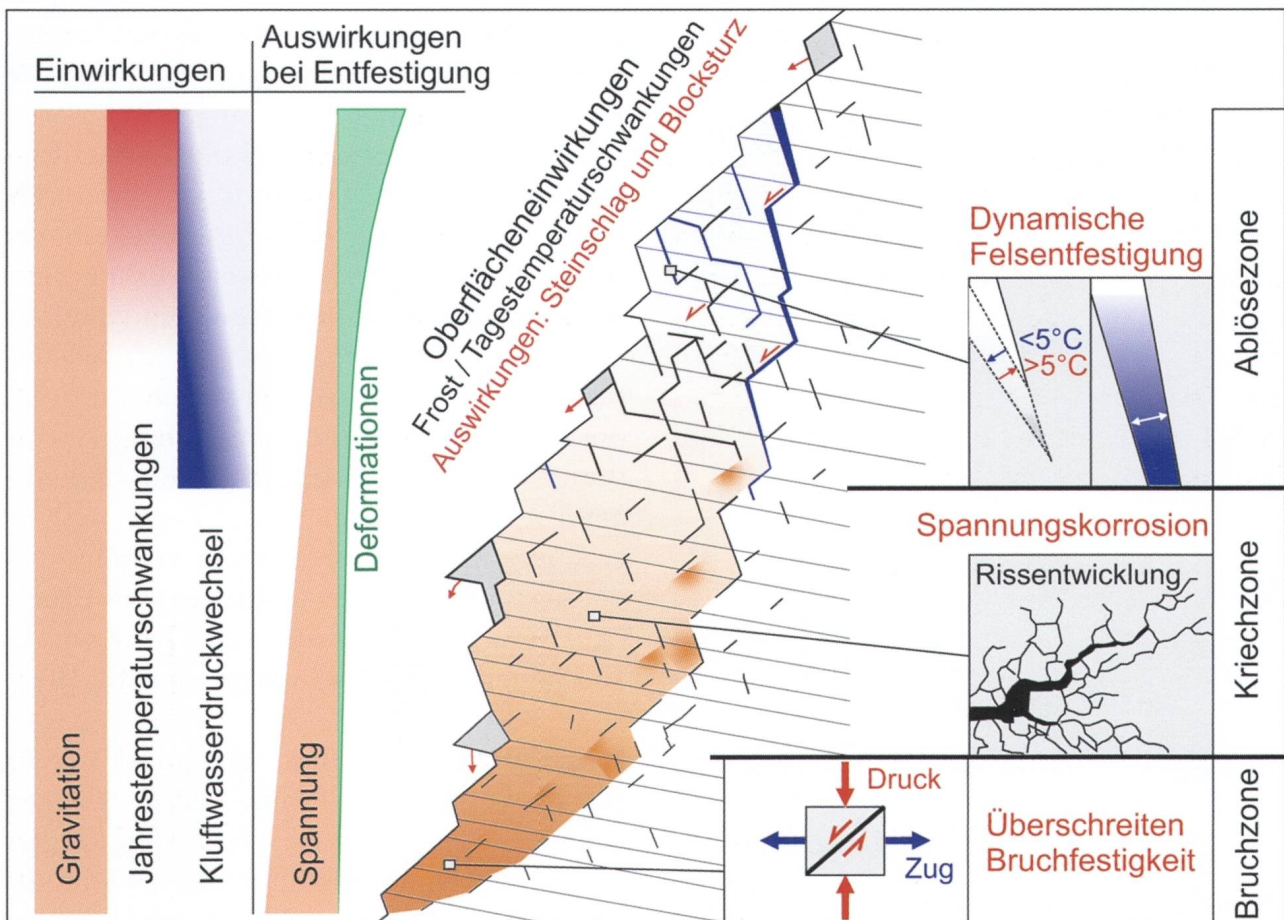 Einwirkungen
Auswirkungen
bei Entfestigung
Gravitation
Jahrestemperaturschwankungen
Kluftwasserdruckwechsel
Spannung
Deformationen
Oberflächeneinwirkungen
Frost / Tagestemperaturschwankungen
Auswirkungen: Steinschlag und Blocksturz
Dynamische
Felsentfestigung
<5°C
>5°C
Ablösezone
Spannungskorrosion
Rissentwicklung
Kriechzone
Druck
Zug
Überschreiten
Bruchfestigkeit
Bruchzone